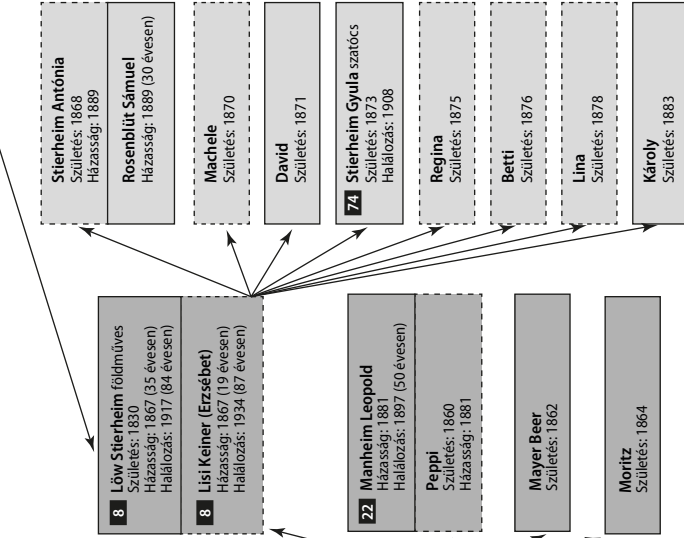 Stierheim Antónia
Születés: 1868
Házasság: 1889
Rosenblüt Sámuel
Házasság: 1889 (30 évesen)
Machele
Születés: 1870
David
Születés: 1871
74 Stierheim Gyula szatócs
Születés: 1873
Halálozás: 1908
Regina
Születés: 1875
Betti
Születés: 1876
Lina
Születés: 1878
Károly
Születés: 1883
8 Löw Stierheim földműves
Születés: 1830
Házasság: 1867 (35 évesen)
Halálozás: 1917 (84 évesen)
8 Lisi Keiner (Erzsébet)
Házasság: 1867 (19 évesen)
Halálozás: 1934 (87 évesen)
22 Manheim Leopold
Házasság: 1881
Halálozás: 1897 (50 évesen)
Peppi
Születés: 1860
Házasság: 1881
Mayer Beer
Születés: 1862
Moritz
Születés: 1864